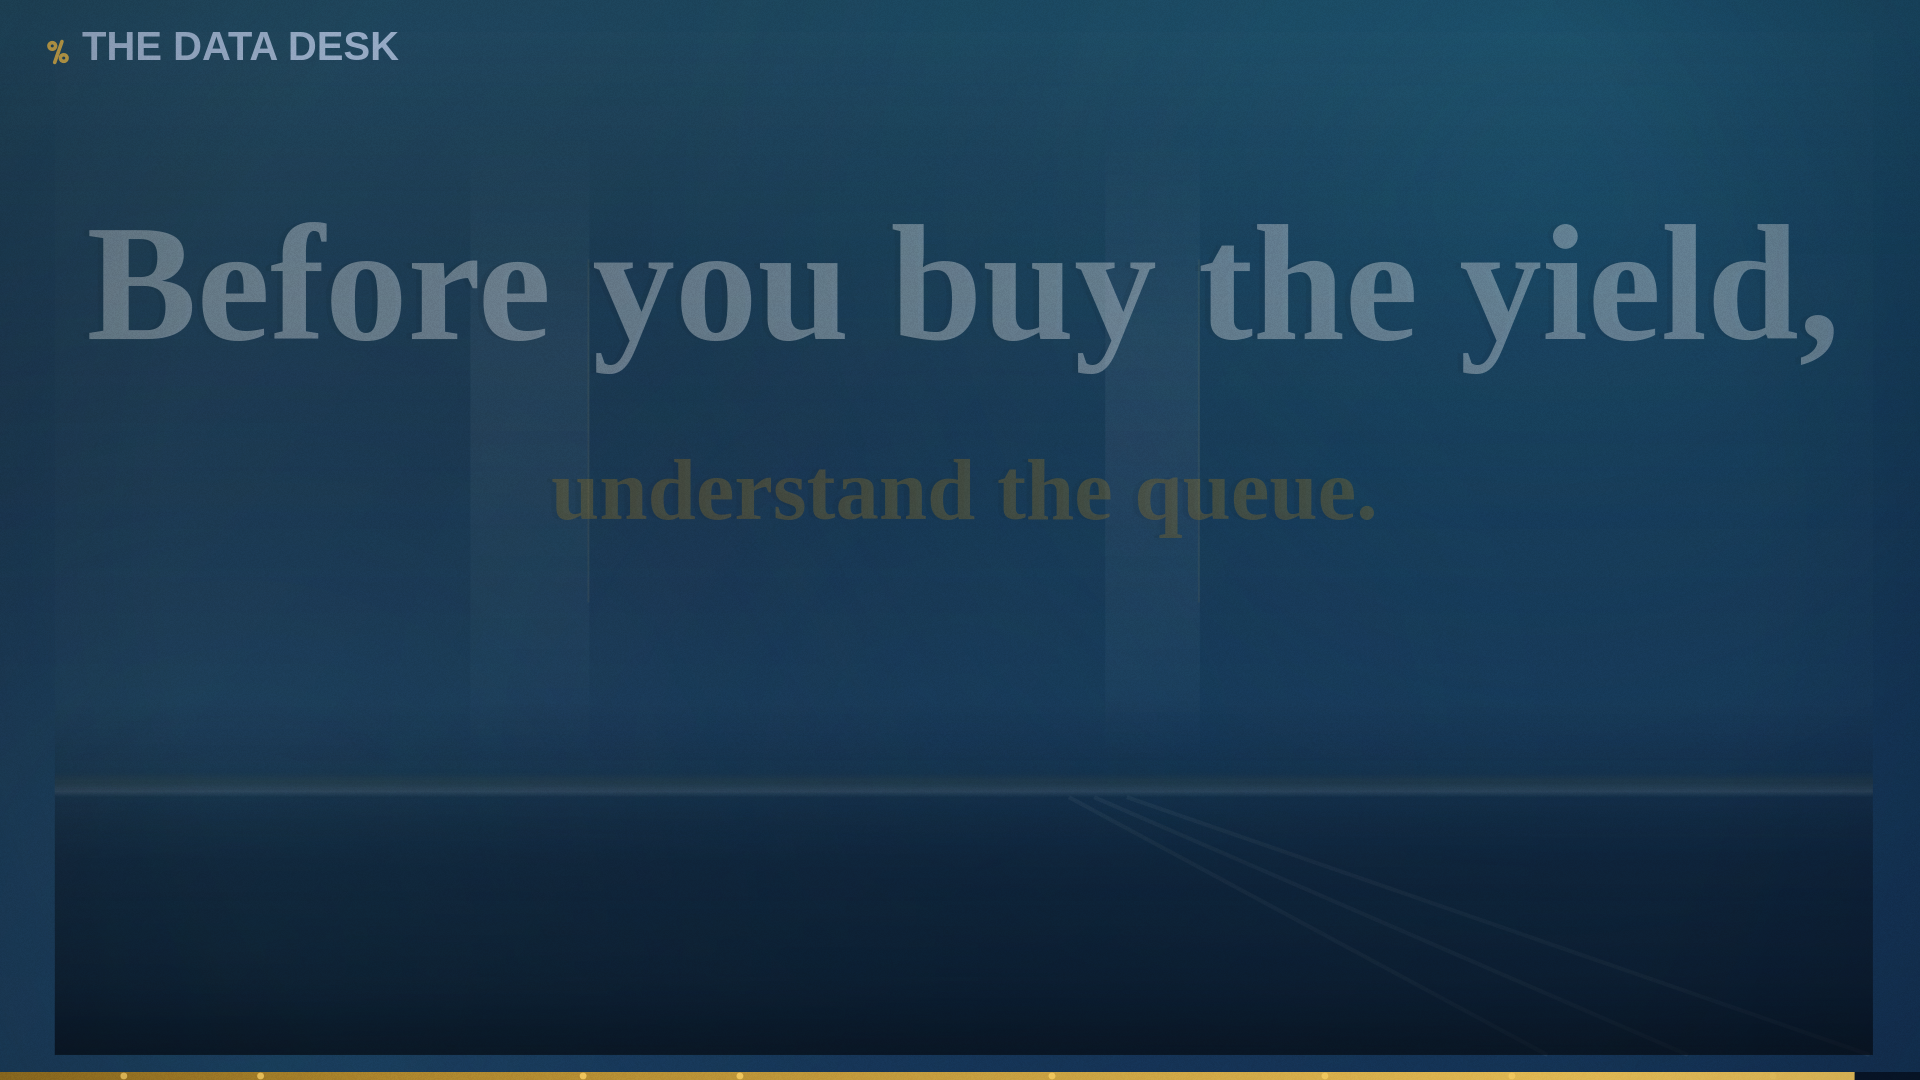 % THE DATA DESK
Before you buy the yield,
understand the queue.